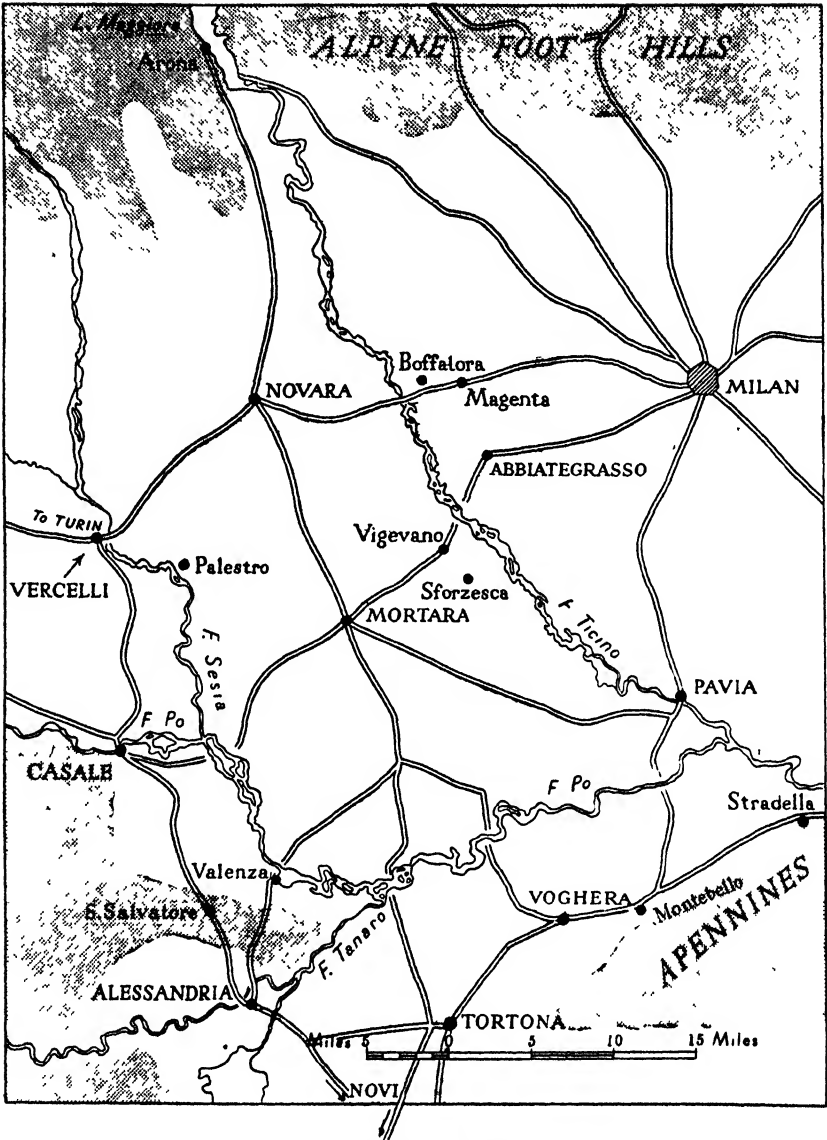 L. Maggiore
ALPINE FOOT HILLS
Arona
Boffalora
NOVARA
Magenta
MILAN
ABBIATEGRASSO
To TURIN
Vigevano
Palestro
VERCELLI
Sforzesca
MORTARA
F. Ticino
F. Sesia
PAVIA
F Po
CASALE
F Po
Stradella
Valenza
VOGHERA
Montebello
S. Salvatore
APENNINES
F. Tanaro
ALESSANDRIA
TORTONA
Miles 5 0 5 10 15 Miles
NOVI